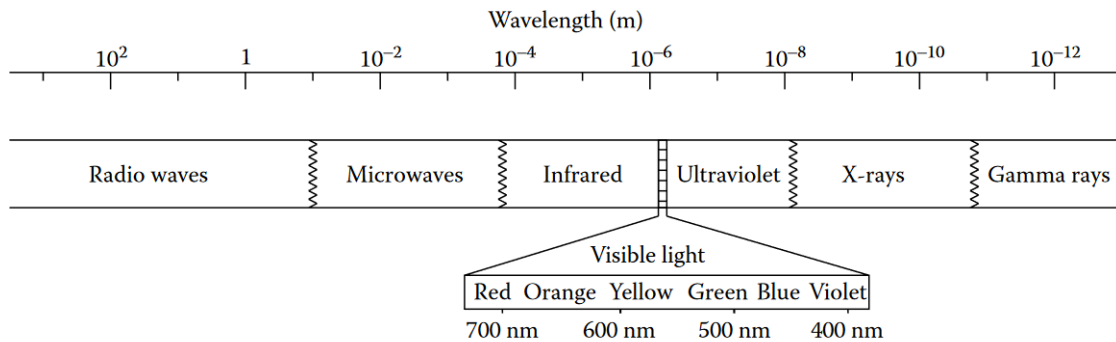 Wavelength (m)
10² 1 10⁻² 10⁻⁴ 10⁻⁶ 10⁻⁸ 10⁻¹⁰ 10⁻¹²
Radio waves Microwaves Infrared Ultraviolet X-rays Gamma rays
Visible light
Red Orange Yellow Green Blue Violet
700 nm 600 nm 500 nm 400 nm